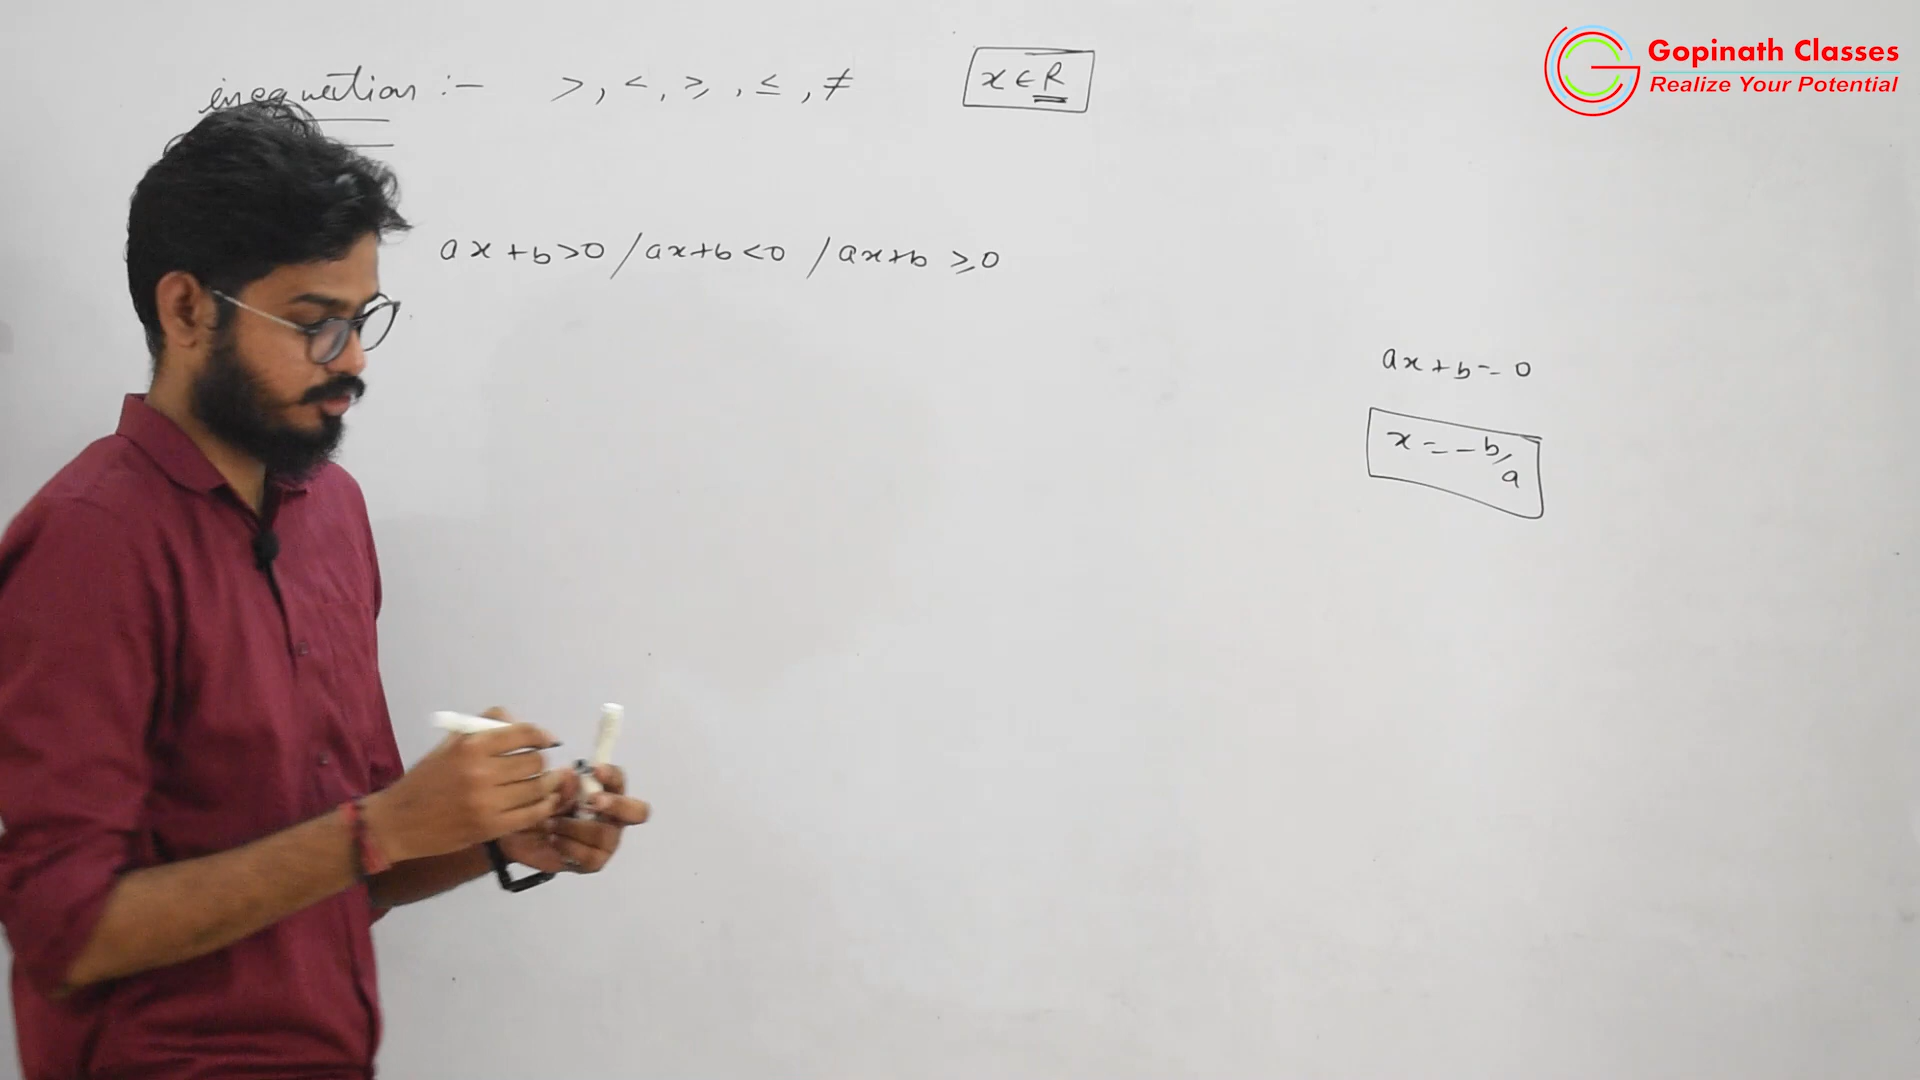 inequation :- >, <, ≥, ≤, ≠
x ∈ R
Gopinath Classes
Realize Your Potential
ax+b>0 / ax+b<0 / ax+b ≥0
ax+b=0
x = -b/a